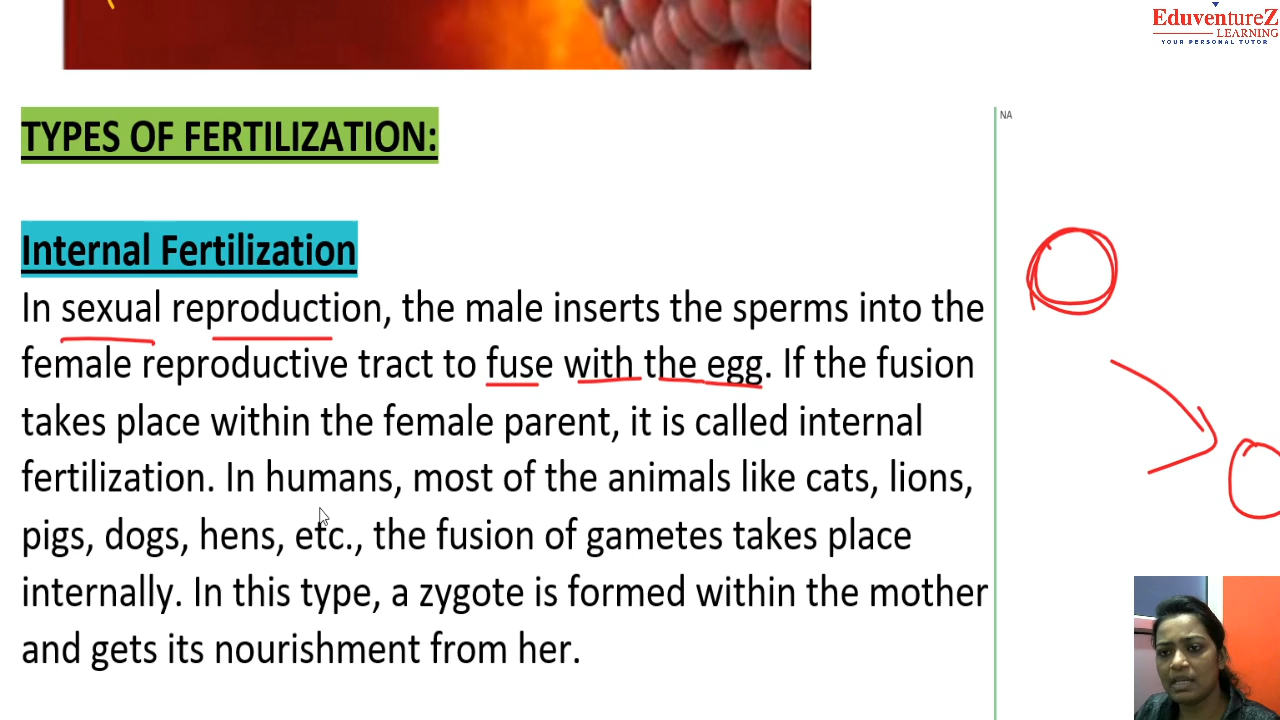 EduventureZ
LEARNING
YOUR PERSONAL TUTOR
TYPES OF FERTILIZATION:
NA
Internal Fertilization
In sexual reproduction, the male inserts the sperms into the
female reproductive tract to fuse with the egg. If the fusion
takes place within the female parent, it is called internal
fertilization. In humans, most of the animals like cats, lions,
pigs, dogs, hens, etc., the fusion of gametes takes place
internally. In this type, a zygote is formed within the mother
and gets its nourishment from her.